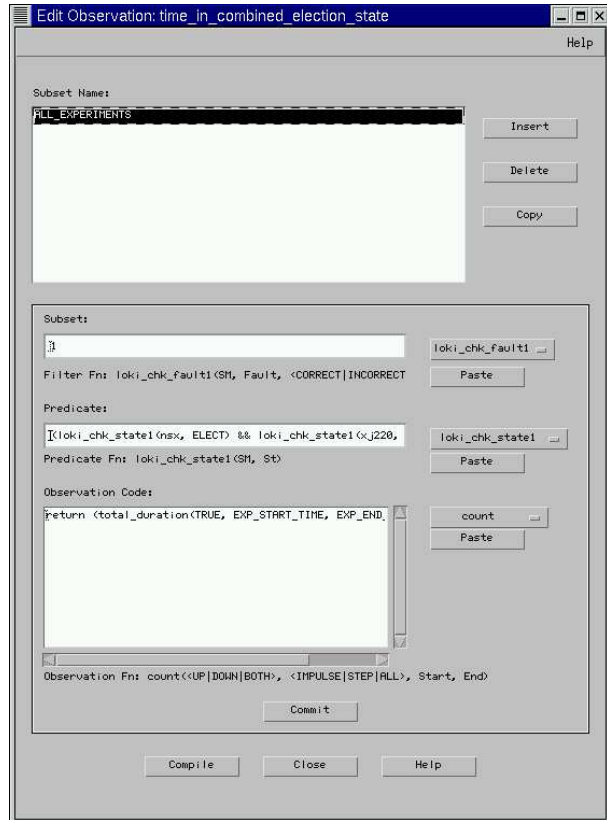 Edit Observation: time_in_combined_election_state
Help
Subset Name:
ALL_EXPERIMENTS
Insert
Delete
Copy
Subset:
1
loki_chk_fault1
Filter Fn: loki_chk_fault1(SM, Fault, <CORRECT|INCORRECT
Paste
Predicate:
(loki_chk_state1(nsx, ELECT) && loki_chk_state1(xj220,
loki_chk_state1
Predicate Fn: loki_chk_state1(SM, St)
Paste
Observation Code:
return (total_duration(TRUE, EXP_START_TIME, EXP_END_
count
Paste
Observation Fn: count(<UP|DOWN|BOTH>, <IMPULSE|STEP|ALL>, Start, End)
Commit
Compile
Close
Help